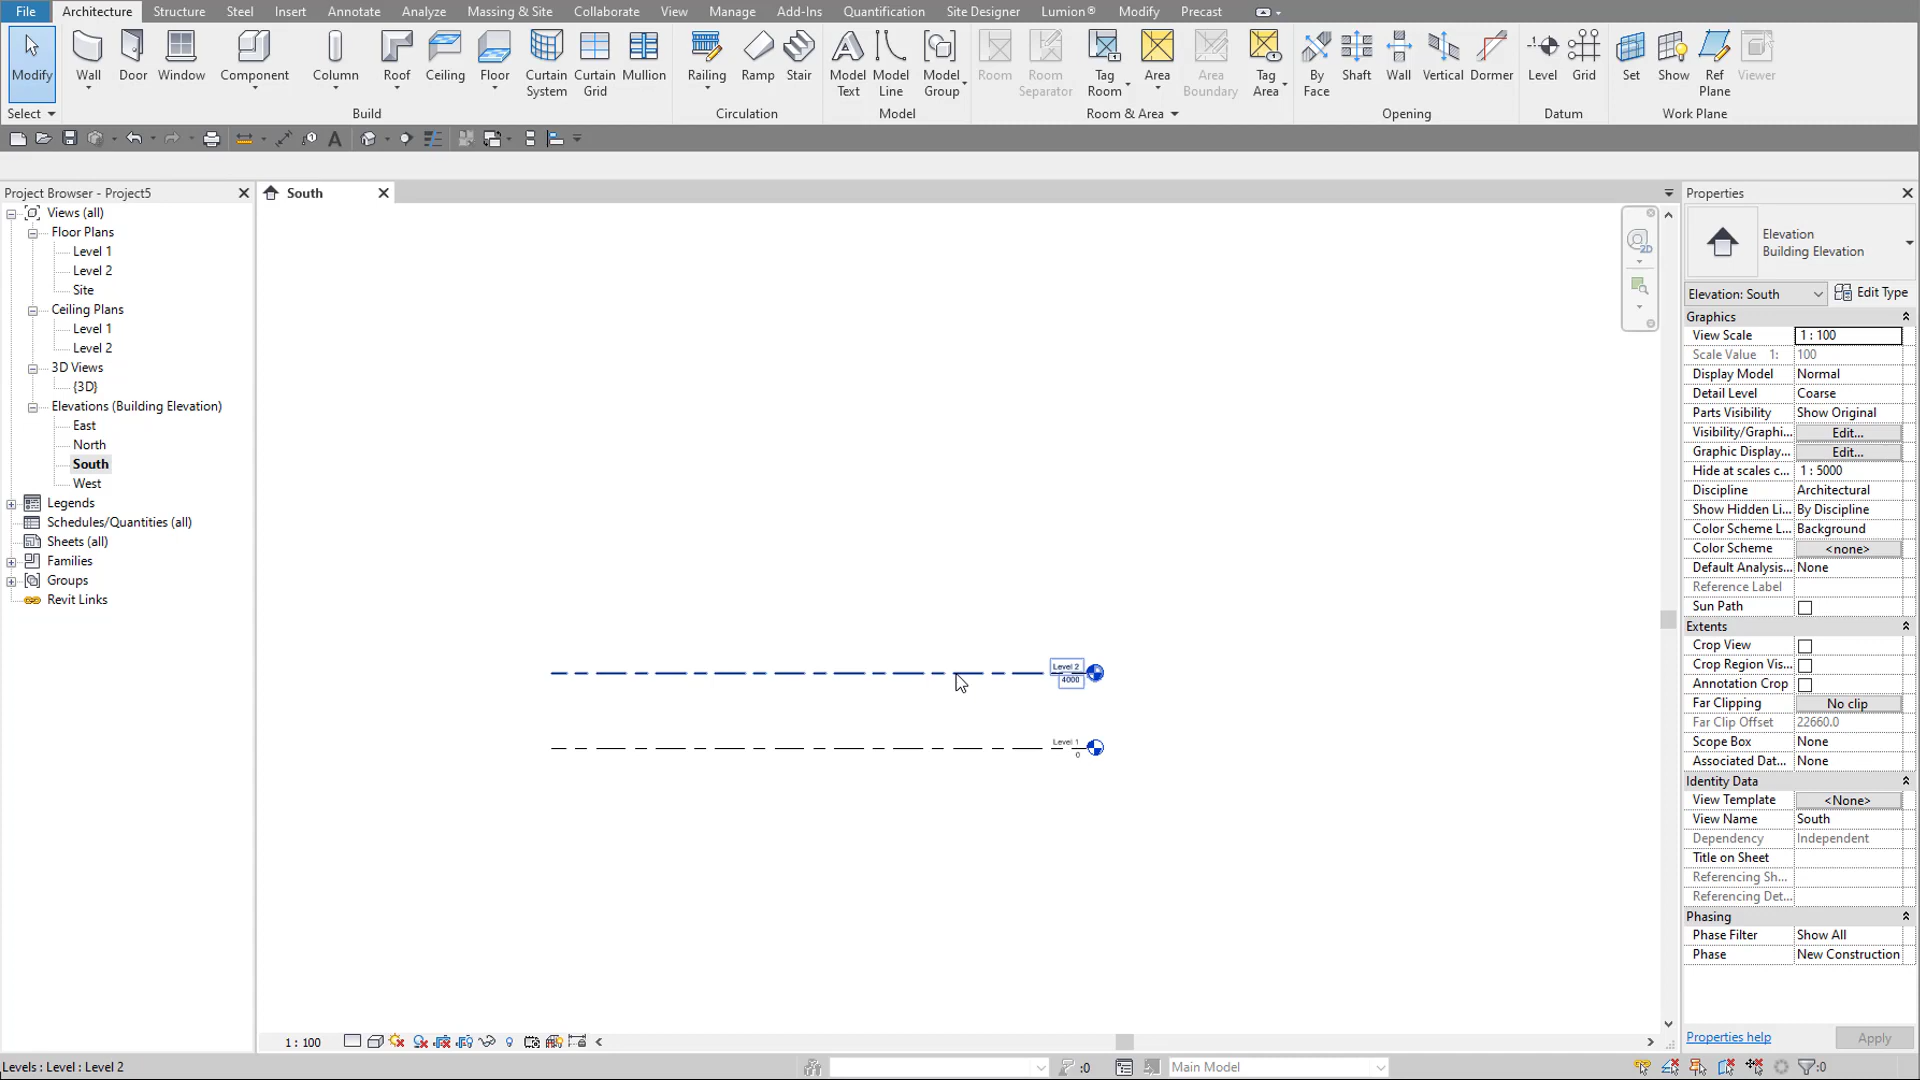 File Architecture Structure Steel Insert Annotate Analyze Massing & Site Collaborate View Manage Add-Ins Quantification Site Designer Lumion® Modify Precast
Modify Wall Door Window Component Column Roof Ceiling Floor Curtain System Curtain Grid Mullion Railing Ramp Stair Model Text Model Line Model Group Room Room Separator Tag Room Area Area Boundary Tag Area By Face Shaft Wall Vertical Dormer Level Grid Set Show Ref Plane Viewer
Select Build Circulation Model Room & Area Opening Datum Work Plane
Project Browser - Project5
Views (all)
Floor Plans
Level 1
Level 2
Site
Ceiling Plans
Level 1
Level 2
3D Views
{3D}
Elevations (Building Elevation)
East
North
South
West
Legends
Schedules/Quantities (all)
Sheets (all)
Families
Groups
Revit Links
South
2D
Level 2
4000
Level 1
0
Properties
Elevation
Building Elevation
Elevation: South Edit Type
Graphics
View Scale 1 : 100
Scale Value 1: 100
Display Model Normal
Detail Level Coarse
Parts Visibility Show Original
Visibility/Graphi... Edit...
Graphic Display... Edit...
Hide at scales c... 1 : 5000
Discipline Architectural
Show Hidden Li... By Discipline
Color Scheme L... Background
Color Scheme <none>
Default Analysis... None
Reference Label
Sun Path
Extents
Crop View
Crop Region Vis...
Annotation Crop
Far Clipping No clip
Far Clip Offset 22660.0
Scope Box None
Associated Dat... None
Identity Data
View Template <None>
View Name South
Dependency Independent
Title on Sheet
Referencing Sh...
Referencing Det...
Phasing
Phase Filter Show All
Phase New Construction
Properties help Apply
1 : 100
Levels : Level : Level 2 :0 Main Model :0